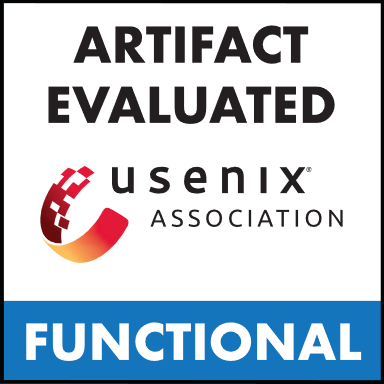 ARTIFACT
EVALUATED
usenix®
ASSOCIATION
FUNCTIONAL